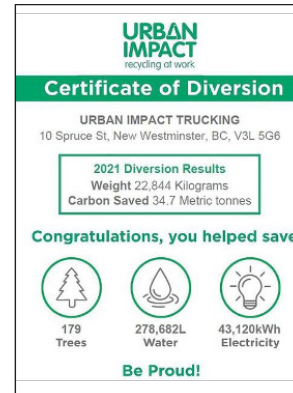 URBAN
IMPACT
recycling at work
Certificate of Diversion
URBAN IMPACT TRUCKING
10 Spruce St, New Westminster, BC, V3L 5G6
2021 Diversion Results
Weight 22,844 Kilograms
Carbon Saved 34.7 Metric tonnes
Congratulations, you helped save
179 278,682L 43,120kWh
Trees Water Electricity
Be Proud!